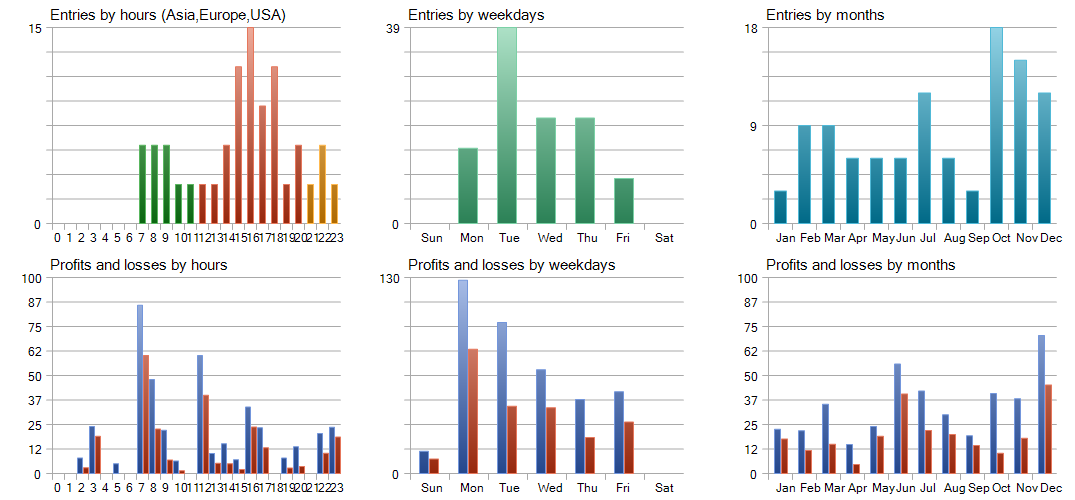 Entries by hours (Asia,Europe,USA)
15
0
0 1 2 3 4 5 6 7 8 9 10 11 12 13 14 15 16 17 18 19 20 21 22 23
Entries by weekdays
39
0
Sun Mon Tue Wed Thu Fri Sat
Entries by months
18
9
0
Jan Feb Mar Apr May Jun Jul Aug Sep Oct Nov Dec
Profits and losses by hours
100
87
75
62
50
37
25
12
0
0 1 2 3 4 5 6 7 8 9 10 11 12 13 14 15 16 17 18 19 20 21 22 23
Profits and losses by weekdays
130
0
Sun Mon Tue Wed Thu Fri Sat
Profits and losses by months
100
87
75
62
50
37
25
12
0
Jan Feb Mar Apr May Jun Jul Aug Sep Oct Nov Dec